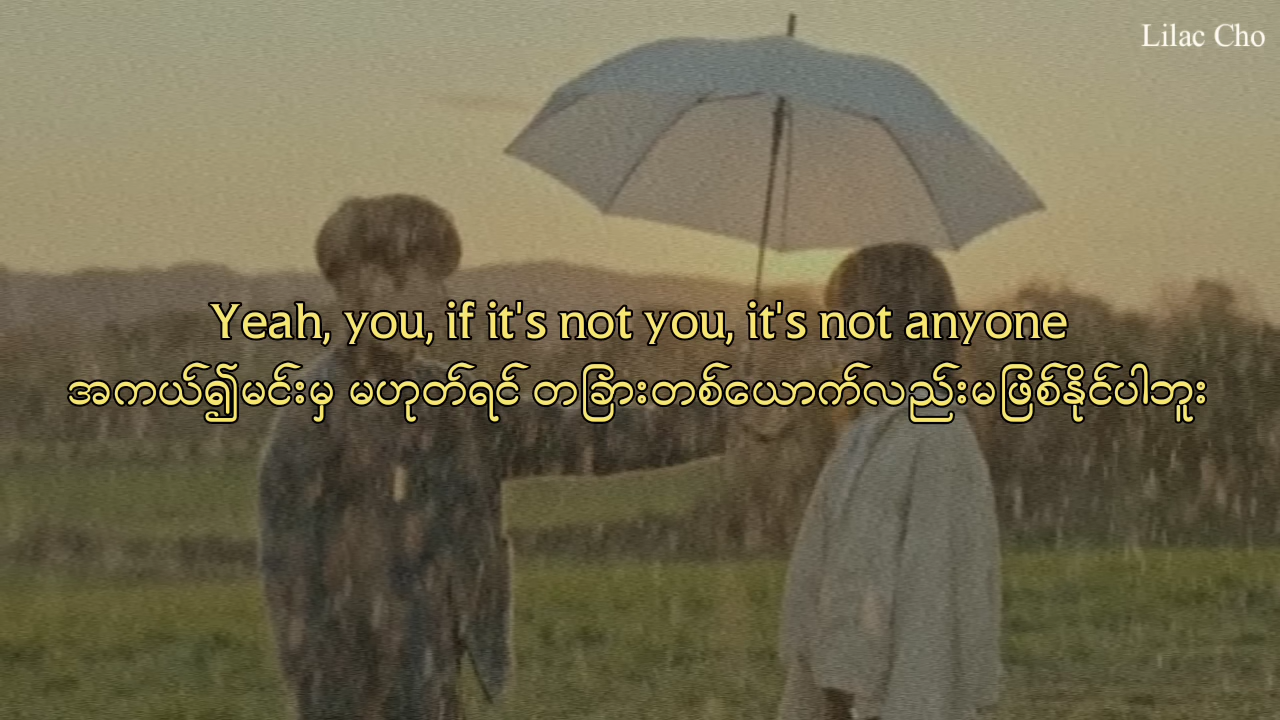 Lilac Cho
Yeah, you, if it's not you, it's not anyone
အကယ်၍မင်းမှ မဟုတ်ရင် တခြားတစ်ယောက်လည်းမဖြစ်နိုင်ပါဘူး